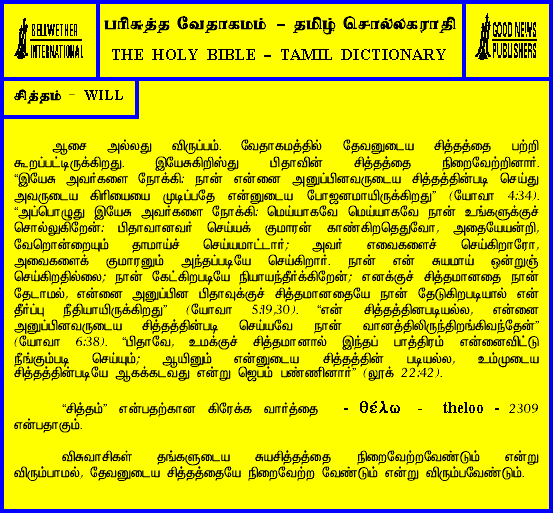 BELLWETHER
INTERNATIONAL
பரிசுத்த வேதாகமம் – தமிழ் சொல்லகராதி
THE HOLY BIBLE – TAMIL DICTIONARY
GOOD NEWS
PUBLISHERS
சித்தம் – WILL
ஆசை அல்லது விருப்பம். வேதாகமத்தில் தேவனுடைய சித்தத்தை பற்றி
கூறப்பட்டிருக்கிறது. இயேசுகிறிஸ்து பிதாவின் சித்தத்தை நிறைவேற்றினார்.
“இயேசு அவர்களை நோக்கி: நான் என்னை அனுப்பினவருடைய சித்தத்தின்படி செய்து
அவருடைய கிரியையை முடிப்பதே என்னுடைய போஜனமாயிருக்கிறது” (யோவா 4:34).
“அப்பொழுது இயேசு அவர்களை நோக்கி: மெய்யாகவே மெய்யாகவே நான் உங்களுக்குச்
சொல்லுகிறேன்: பிதாவானவர் செய்யக் குமாரன் காண்கிறதெதுவோ, அதையேயன்றி,
வேறொன்றையும் தாமாய்ச் செய்யமாட்டார்; அவர் எவைகளைச் செய்கிறாரோ,
அவைகளைக் குமாரனும் அந்தப்படியே செய்கிறார். நான் என் சுயமாய் ஒன்றுஞ்
செய்கிறதில்லை; நான் கேட்கிறபடியே நியாயந்தீர்க்கிறேன்; எனக்குச் சித்தமானதை நான்
தேடாமல், என்னை அனுப்பின பிதாவுக்குச் சித்தமானதையே நான் தேடுகிறபடியால் என்
தீர்ப்பு நீதியாயிருக்கிறது” (யோவா 5:19,30). “என் சித்தத்தினபடியல்ல, என்னை
அனுப்பினவருடைய சித்தத்தின்படி செய்யவே நான் வானத்திலிருந்திறங்கிவந்தேன்”
(யோவா 6:38). “பிதாவே, உமக்குச் சித்தமானால் இந்தப் பாத்திரம் என்னைவிட்டு
நீங்கும்படி செய்யும்; ஆயினும் என்னுடைய சித்தத்தின் படியல்ல, உம்முடைய
சித்தத்தின்படியே ஆகக்கடவது என்று ஜெபம் பண்ணினார்” (லூக் 22:42).
“சித்தம்” என்பதற்கான கிரேக்க வார்த்தை - θέλω - theloo - 2309
என்பதாகும்.
விசுவாசிகள் தங்களுடைய சுயசித்தத்தை நிறைவேற்றவேண்டும் என்று
விரும்பாமல், தேவனுடைய சித்தத்தையே நிறைவேற்ற வேண்டும் என்று விரும்பவேண்டும்.